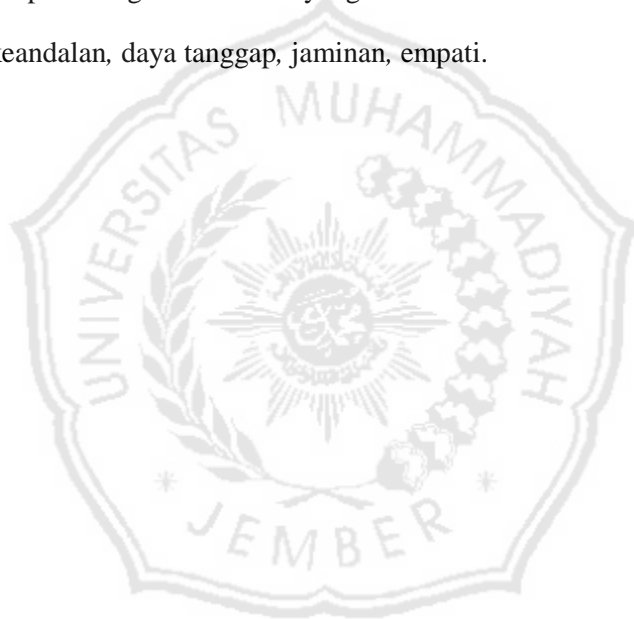 keandalan, daya tanggap, jaminan, empati.
UNIVERSITAS MUHAMMADIYAH
JEMBER